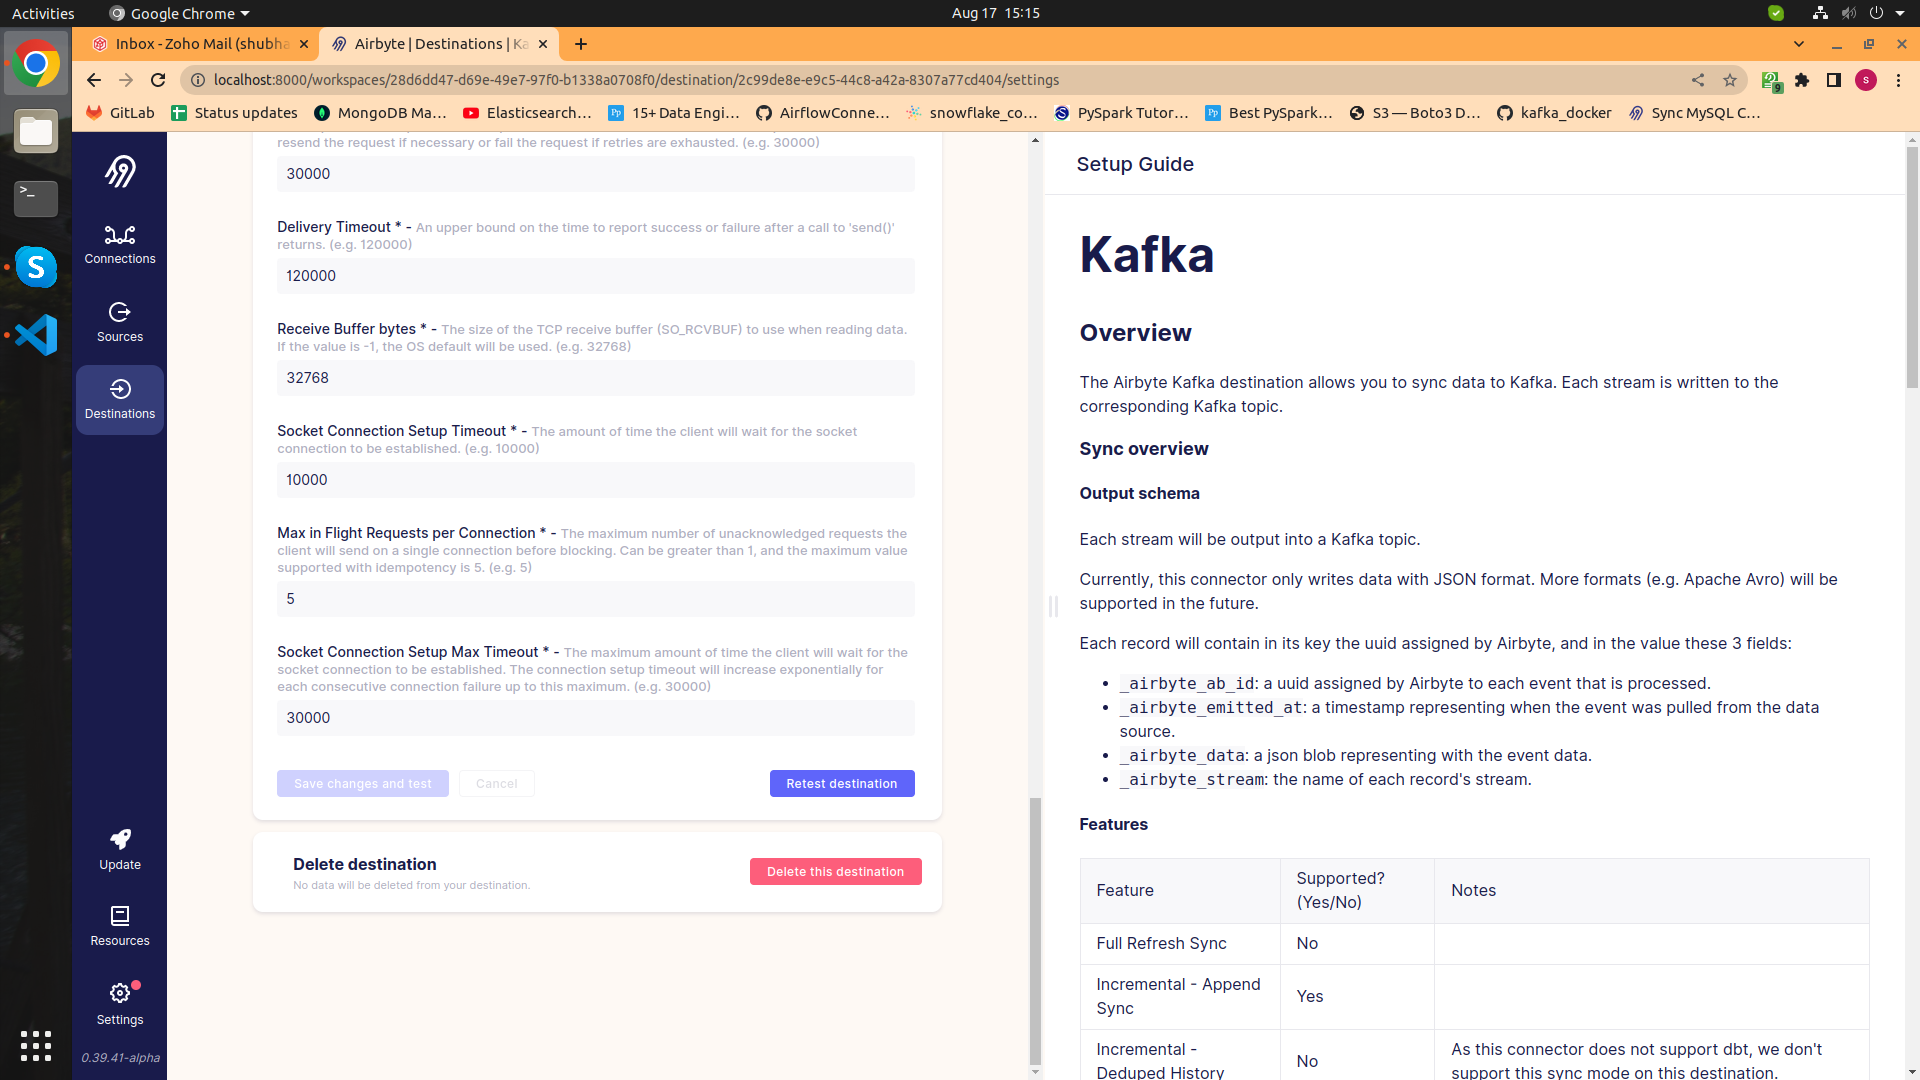 Activities
Google Chrome
Aug 17 15:15
Inbox - Zoho Mail (shubha
Airbyte | Destinations | Ka
localhost:8000/workspaces/28d6dd47-d69e-49e7-97f0-b1338a0708f0/destination/2c99de8e-e9c5-44c8-a42a-8307a77cd404/settings
9
S
GitLab
Status updates
MongoDB Ma...
Elasticsearch...
15+ Data Engi...
AirflowConne...
snowflake_co...
PySpark Tutor...
Best PySpark...
S3 — Boto3 D...
kafka_docker
Sync MySQL C...
Connections
Sources
Destinations
Update
Resources
Settings
0.39.41-alpha
resend the request if necessary or fail the request if retries are exhausted. (e.g. 30000)
30000
Delivery Timeout * - An upper bound on the time to report success or failure after a call to 'send()'
returns. (e.g. 120000)
120000
Receive Buffer bytes * - The size of the TCP receive buffer (SO_RCVBUF) to use when reading data.
If the value is -1, the OS default will be used. (e.g. 32768)
32768
Socket Connection Setup Timeout * - The amount of time the client will wait for the socket
connection to be established. (e.g. 10000)
10000
Max in Flight Requests per Connection * - The maximum number of unacknowledged requests the
client will send on a single connection before blocking. Can be greater than 1, and the maximum value
supported with idempotency is 5. (e.g. 5)
5
Socket Connection Setup Max Timeout * - The maximum amount of time the client will wait for the
socket connection to be established. The connection setup timeout will increase exponentially for
each consecutive connection failure up to this maximum. (e.g. 30000)
30000
Save changes and test
Cancel
Retest destination
Delete destination
No data will be deleted from your destination.
Delete this destination
Setup Guide
Kafka
Overview
The Airbyte Kafka destination allows you to sync data to Kafka. Each stream is written to the
corresponding Kafka topic.
Sync overview
Output schema
Each stream will be output into a Kafka topic.
Currently, this connector only writes data with JSON format. More formats (e.g. Apache Avro) will be
supported in the future.
Each record will contain in its key the uuid assigned by Airbyte, and in the value these 3 fields:
• _airbyte_ab_id: a uuid assigned by Airbyte to each event that is processed.
• _airbyte_emitted_at: a timestamp representing when the event was pulled from the data
source.
• _airbyte_data: a json blob representing with the event data.
• _airbyte_stream: the name of each record's stream.
Features
Feature
Supported?
(Yes/No)
Notes
Full Refresh Sync
No
Incremental - Append
Sync
Yes
Incremental -
Deduped History
No
As this connector does not support dbt, we don't
support this sync mode on this destination.